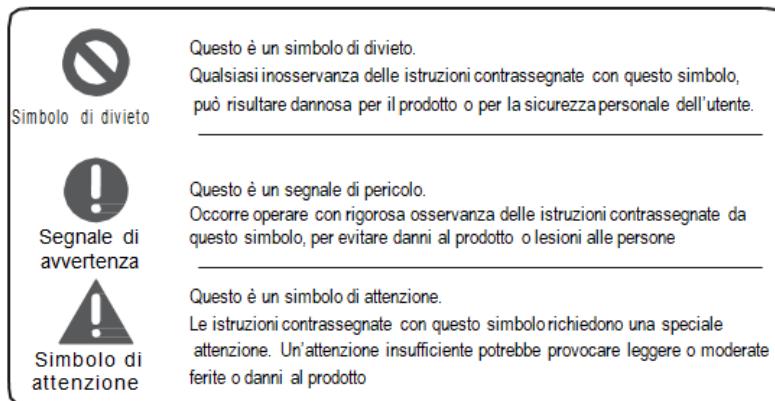 Simbolo di divieto
Questo è un simbolo di divieto.
Qualsiasi inosservanza delle istruzioni contrassegnate con questo simbolo,
può risultare dannosa per il prodotto o per la sicurezza personale dell'utente.
Segnale di
avvertenza
Questo è un segnale di pericolo.
Occorre operare con rigorosa osservanza delle istruzioni contrassegnate da
questo simbolo, per evitare danni al prodotto o lesioni alle persone
Simbolo di
attenzione
Questo è un simbolo di attenzione.
Le istruzioni contrassegnate con questo simbolo richiedono una speciale
attenzione. Un'attenzione insufficiente potrebbe provocare leggere o moderate
ferite o danni al prodotto